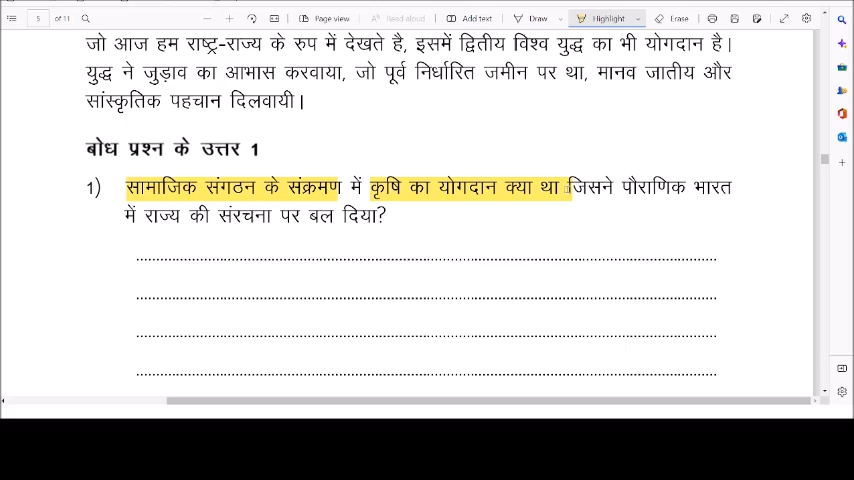 5 of 11 Page view Read aloud Add text Draw Highlight Erase
जो आज हम राष्ट्र-राज्य के रुप में देखते है, इसमें द्वितीय विश्व युद्ध का भी योगदान है।
युद्ध ने जुड़ाव का आभास करवाया, जो पूर्व निर्धारित जमीन पर था, मानव जातीय और
सांस्कृतिक पहचान दिलवायी।
बोध प्रश्न के उत्तर 1
1) सामाजिक संगठन के संक्रमण में कृषि का योगदान क्या था जिसने पौराणिक भारत
में राज्य की संरचना पर बल दिया?